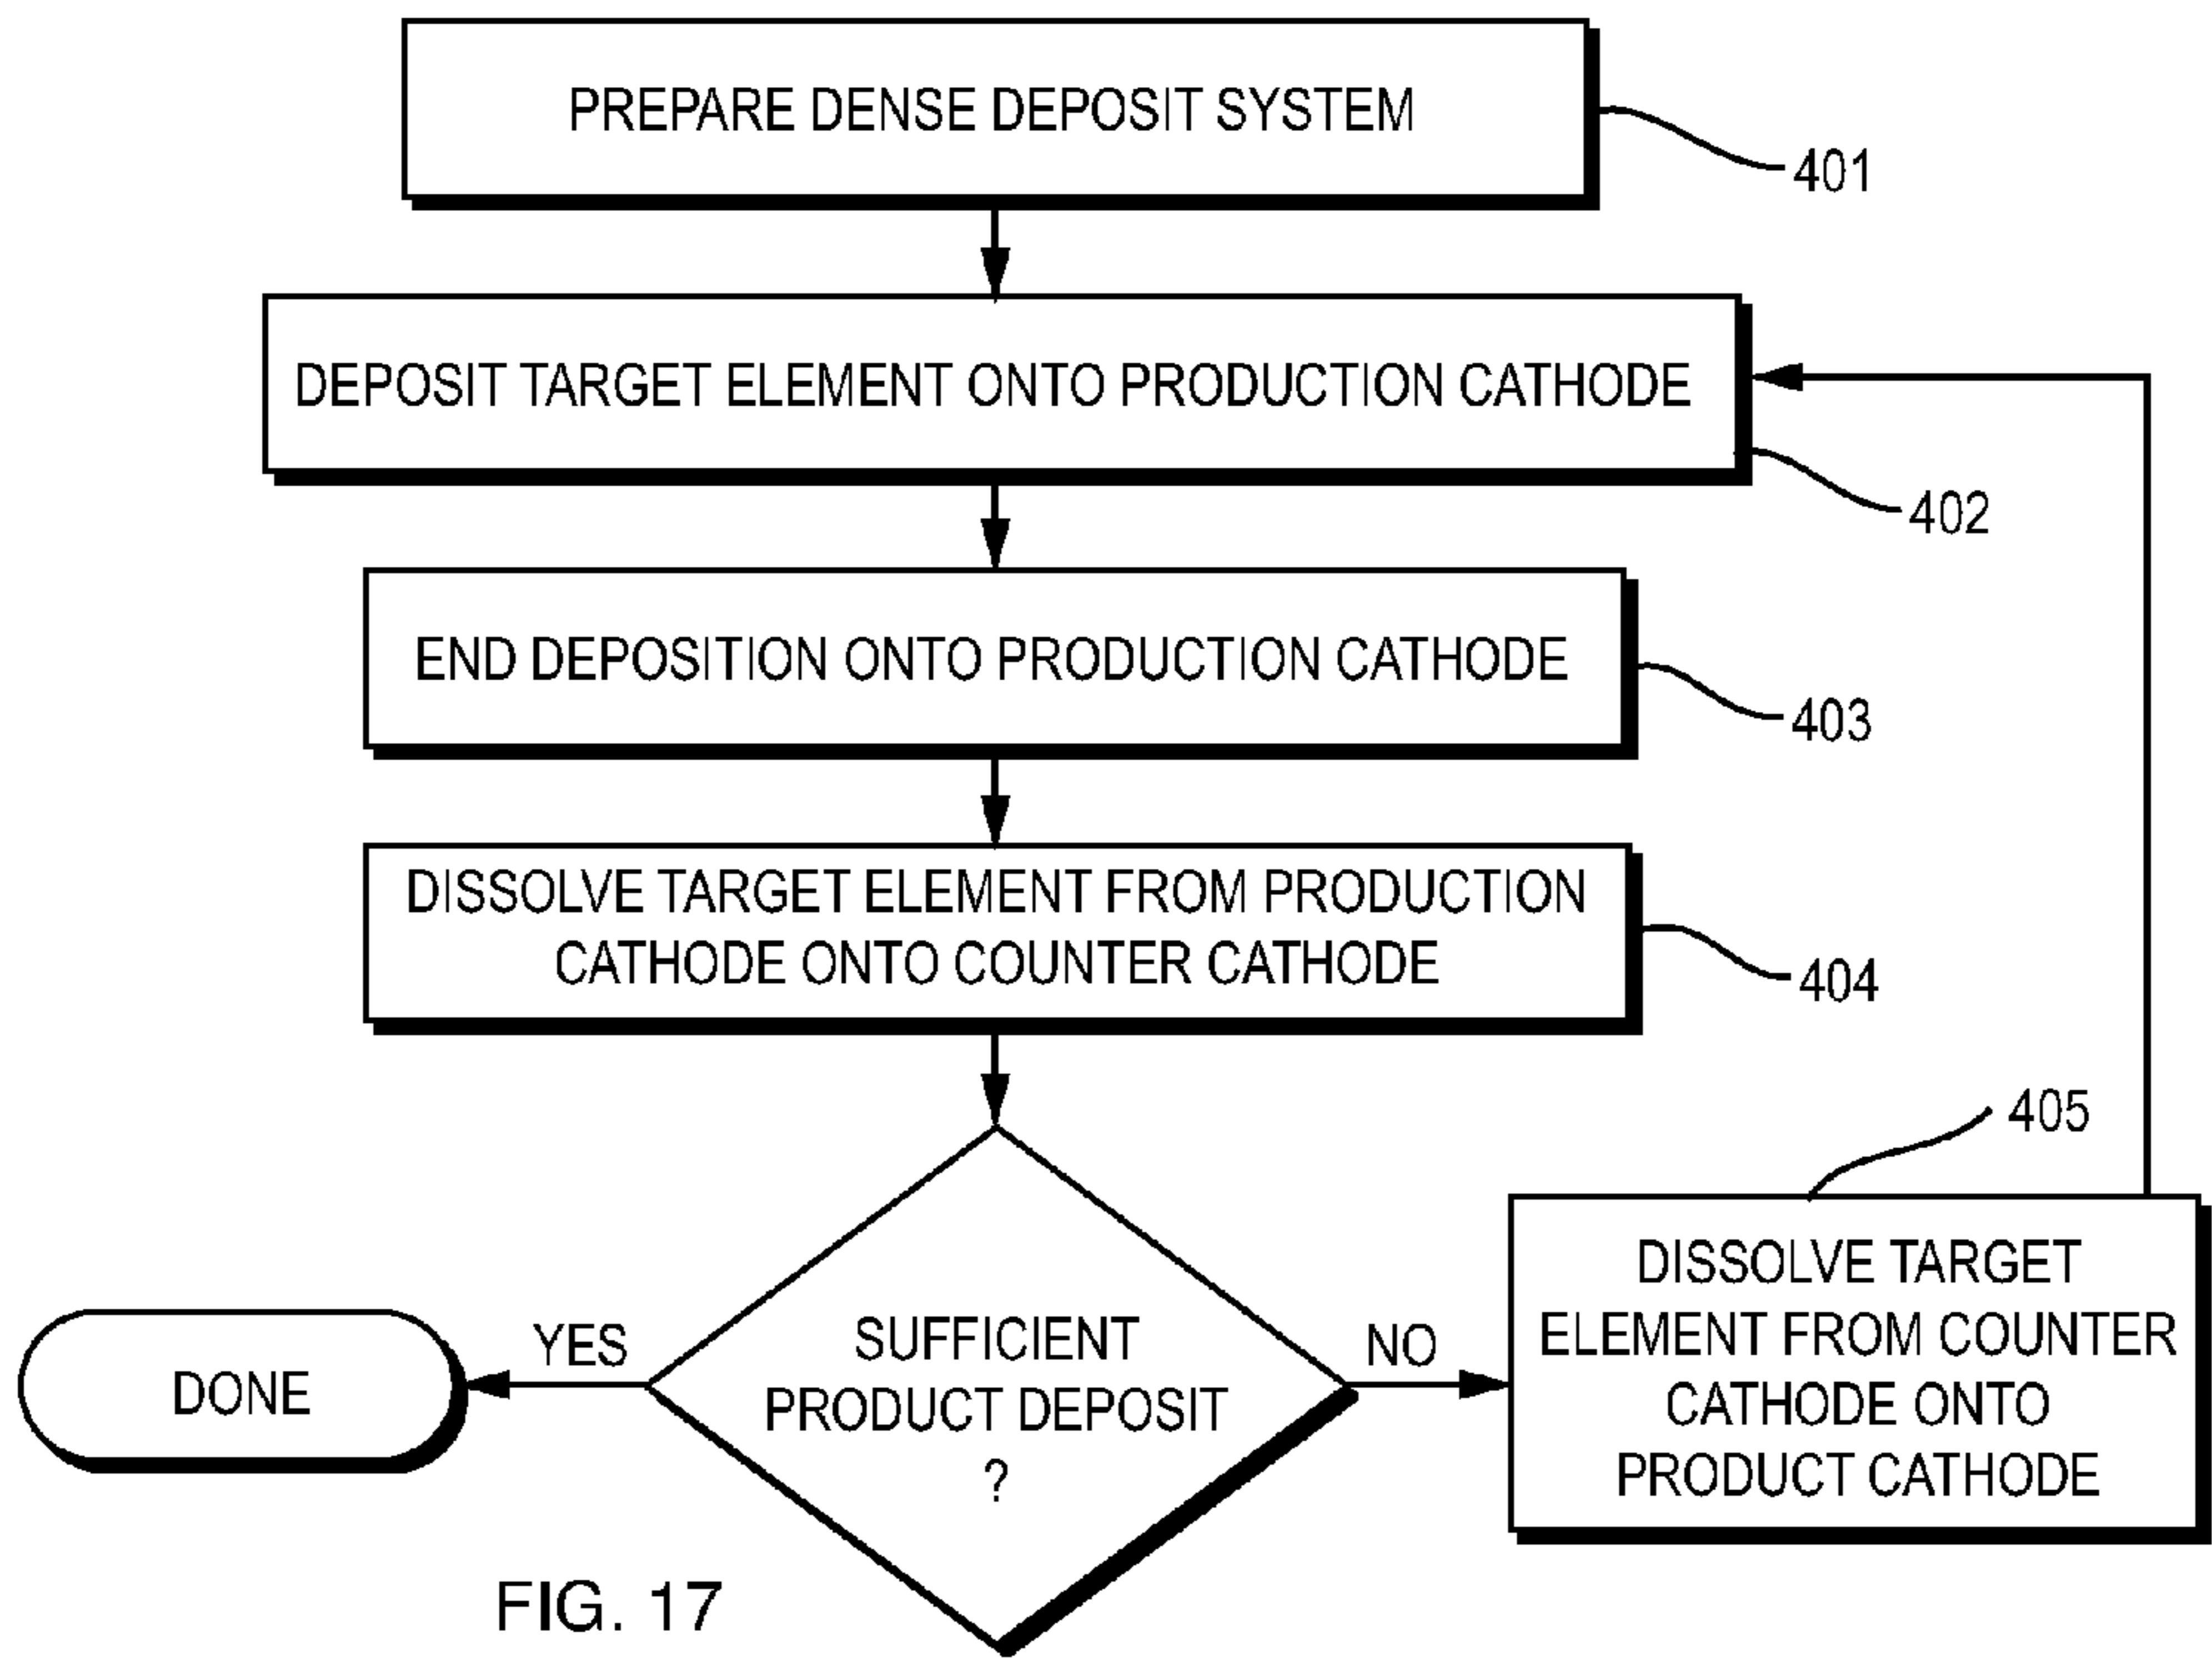 PREPARE DENSE DEPOSIT SYSTEM
401
DEPOSIT TARGET ELEMENT ONTO PRODUCTION CATHODE
402
END DEPOSITION ONTO PRODUCTION CATHODE
403
DISSOLVE TARGET ELEMENT FROM PRODUCTION
CATHODE ONTO COUNTER CATHODE
404
SUFFICIENT
PRODUCT DEPOSIT
?
YES
DONE
NO
405
DISSOLVE TARGET
ELEMENT FROM COUNTER
CATHODE ONTO
PRODUCT CATHODE
FIG. 17